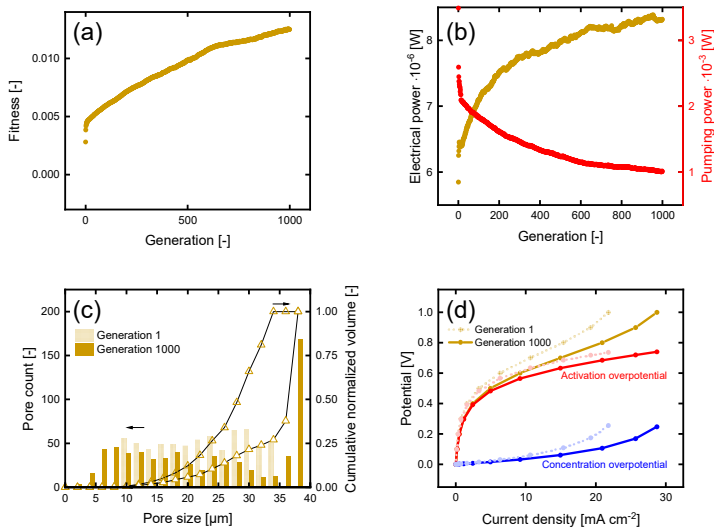 (a)
0.010
0.005
0.000
Fitness [-]
0
500
1000
Generation [-]
(b)
8
7
6
Electrical power ·10⁻⁶ [W]
3
2
1
Pumping power ·10⁻³ [W]
0 200 400 600 800 1000
Generation [-]
(c)
200
150
100
50
0
Pore count [-]
Generation 1
Generation 1000
1.00
0.75
0.50
0.25
0.00
Cumulative normalized volume [-]
0 5 10 15 20 25 30 35 40
Pore size [µm]
(d)
1.0
0.8
0.6
0.4
0.2
0.0
Potential [V]
Generation 1
Generation 1000
Activation overpotential
Concentration overpotential
0 10 20 30
Current density [mA cm⁻²]